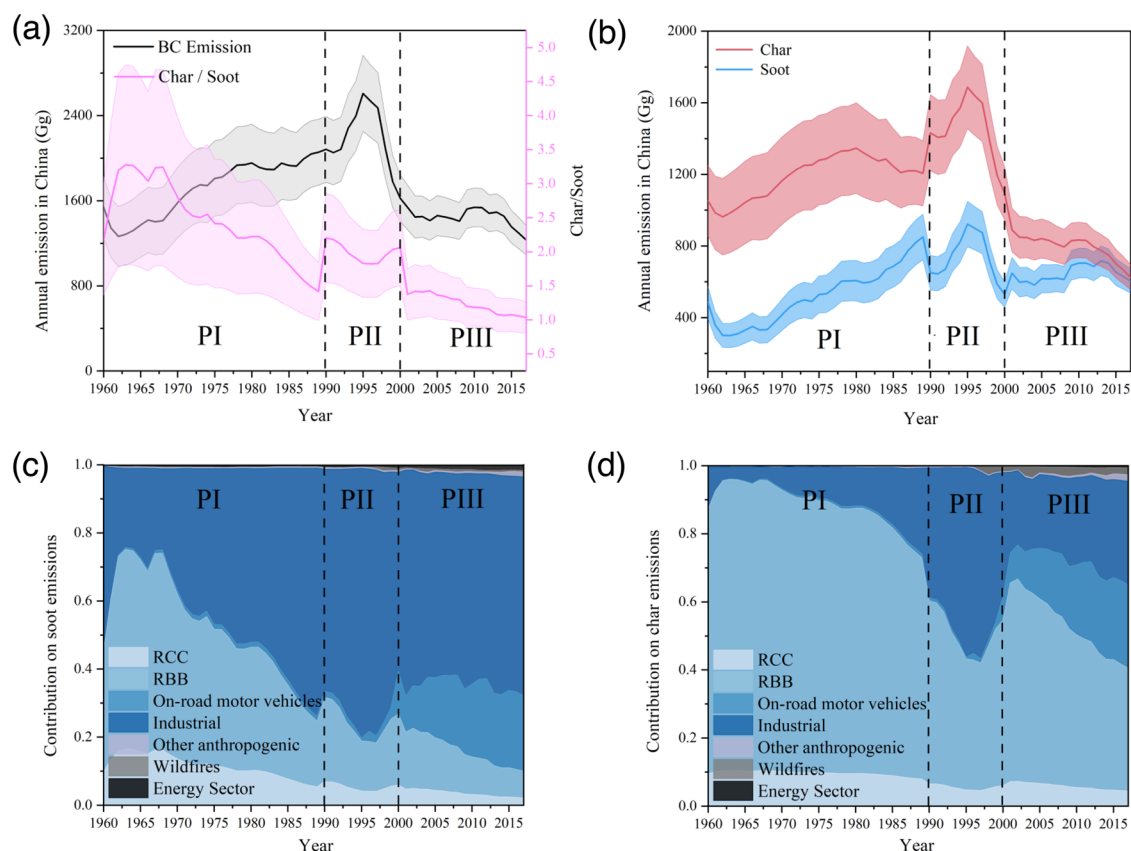 (a)
3200
2400
1600
800
0
Annual emission in China (Gg)
BC Emission
Char / Soot
5.0
4.5
4.0
3.5
3.0
2.5
2.0
1.5
1.0
0.5
Char/Soot
PI PII PIII
1960 1965 1970 1975 1980 1985 1990 1995 2000 2005 2010 2015
Year
(b)
2000
1600
1200
800
400
Annual emission in China (Gg)
Char
Soot
PI PII PIII
1960 1965 1970 1975 1980 1985 1990 1995 2000 2005 2010 2015
Year
(c)
1.0
0.8
0.6
0.4
0.2
0.0
Contribution on soot emissions
PI PII PIII
RCC
RBB
On-road motor vehicles
Industrial
Other anthropogenic
Wildfires
Energy Sector
1960 1965 1970 1975 1980 1985 1990 1995 2000 2005 2010 2015
Year
(d)
1.0
0.8
0.6
0.4
0.2
0.0
Contribution on char emissions
PI PII PIII
RCC
RBB
On-road motor vehicles
Industrial
Other anthropogenic
Wildfires
Energy Sector
1960 1965 1970 1975 1980 1985 1990 1995 2000 2005 2010 2015
Year